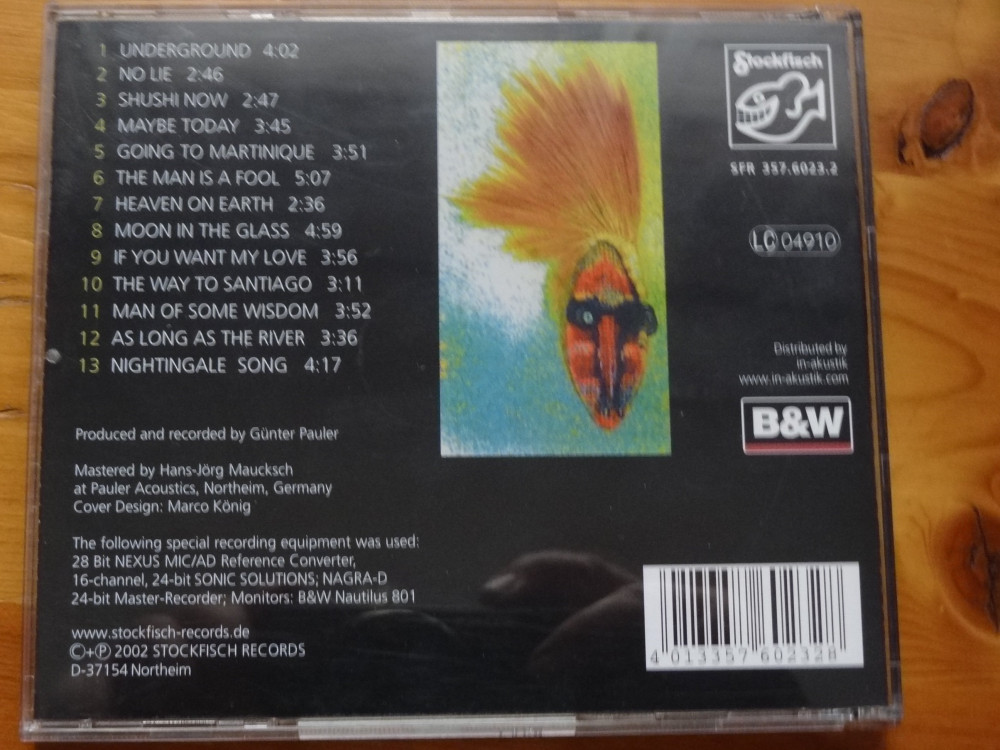 1 UNDERGROUND 4:02
2 NO LIE 2:46
3 SHUSHI NOW 2:47
4 MAYBE TODAY 3:45
5 GOING TO MARTINIQUE 3:51
6 THE MAN IS A FOOL 5:07
7 HEAVEN ON EARTH 2:36
8 MOON IN THE GLASS 4:59
9 IF YOU WANT MY LOVE 3:56
10 THE WAY TO SANTIAGO 3:11
11 MAN OF SOME WISDOM 3:52
12 AS LONG AS THE RIVER 3:36
13 NIGHTINGALE SONG 4:17
Produced and recorded by Günter Pauler
Mastered by Hans-Jörg Maucksch
at Pauler Acoustics, Northeim, Germany
Cover Design: Marco König
The following special recording equipment was used:
28 Bit NEXUS MIC/AD Reference Converter,
16-channel, 24-bit SONIC SOLUTIONS; NAGRA-D
24-bit Master-Recorder; Monitors: B&W Nautilus 801
www.stockfisch-records.de
©+℗ 2002 STOCKFISCH RECORDS
D-37154 Northeim
Stockfisch
SFR 357.6023.2
LC 04910
Distributed by
in-akustik
www.in-akustik.com
B&W
4 013357 602328